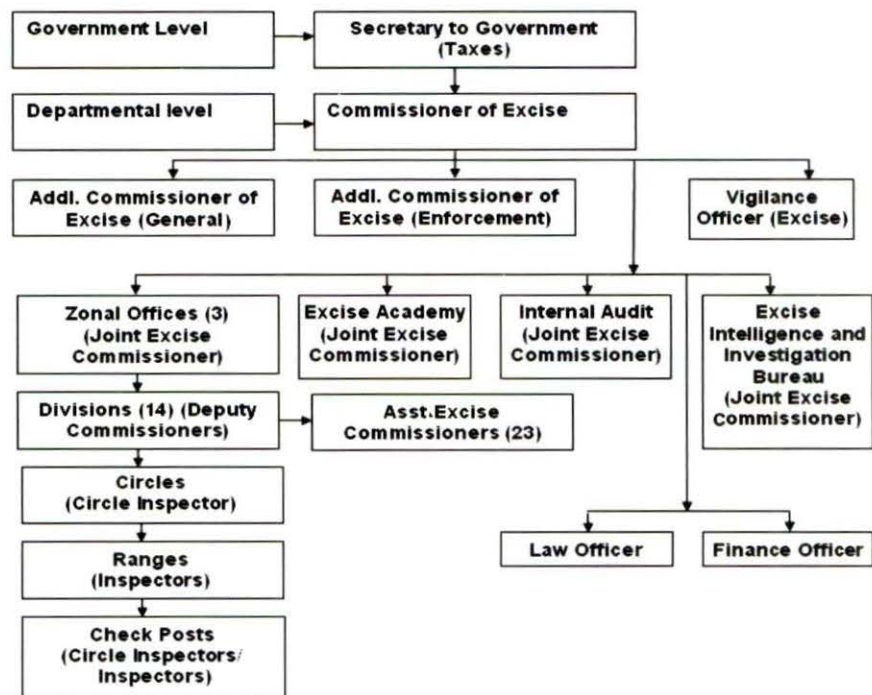 Government Level
Secretary to Government
(Taxes)
Departmental level
Commissioner of Excise
Addl. Commissioner of
Excise (General)
Addl. Commissioner of
Excise (Enforcement)
Vigilance
Officer (Excise)
Zonal Offices (3)
(Joint Excise
Commissioner)
Excise Academy
(Joint Excise
Commissioner)
Internal Audit
(Joint Excise
Commissioner)
Excise
Intelligence and
Investigation
Bureau
(Joint Excise
Commissioner)
Divisions (14) (Deputy
Commissioners)
Asst.Excise
Commissioners (23)
Circles
(Circle Inspector)
Law Officer
Finance Officer
Ranges
(Inspectors)
Check Posts
(Circle Inspectors/
Inspectors)